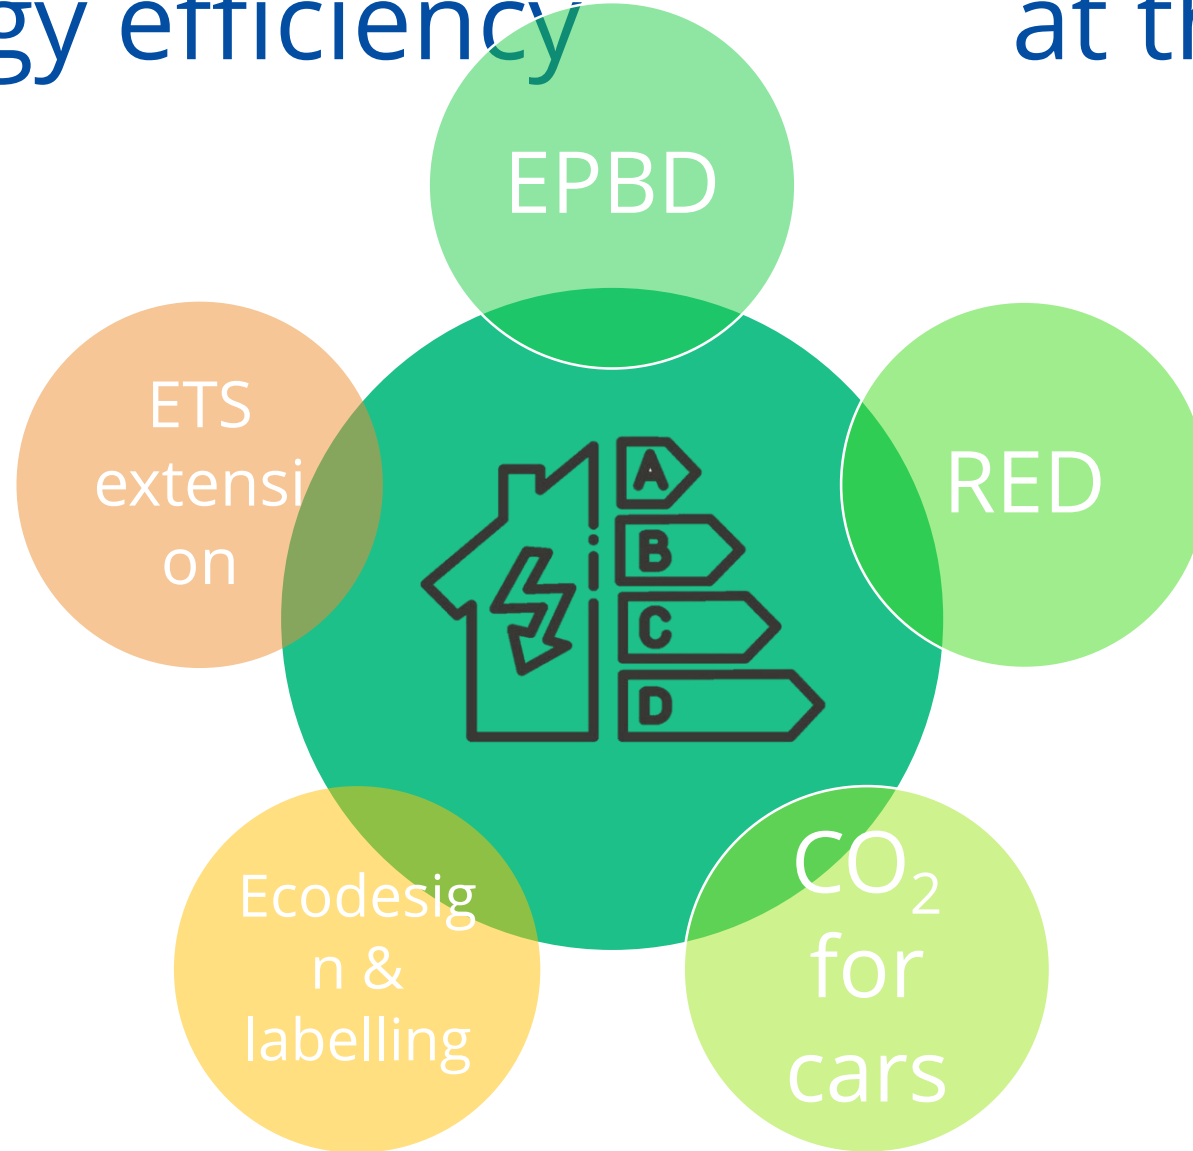 gy efficiency at th
EPBD
ETS
extensi
on
RED
A
B
C
D
Ecodesig
n &
labelling
CO₂
for
cars